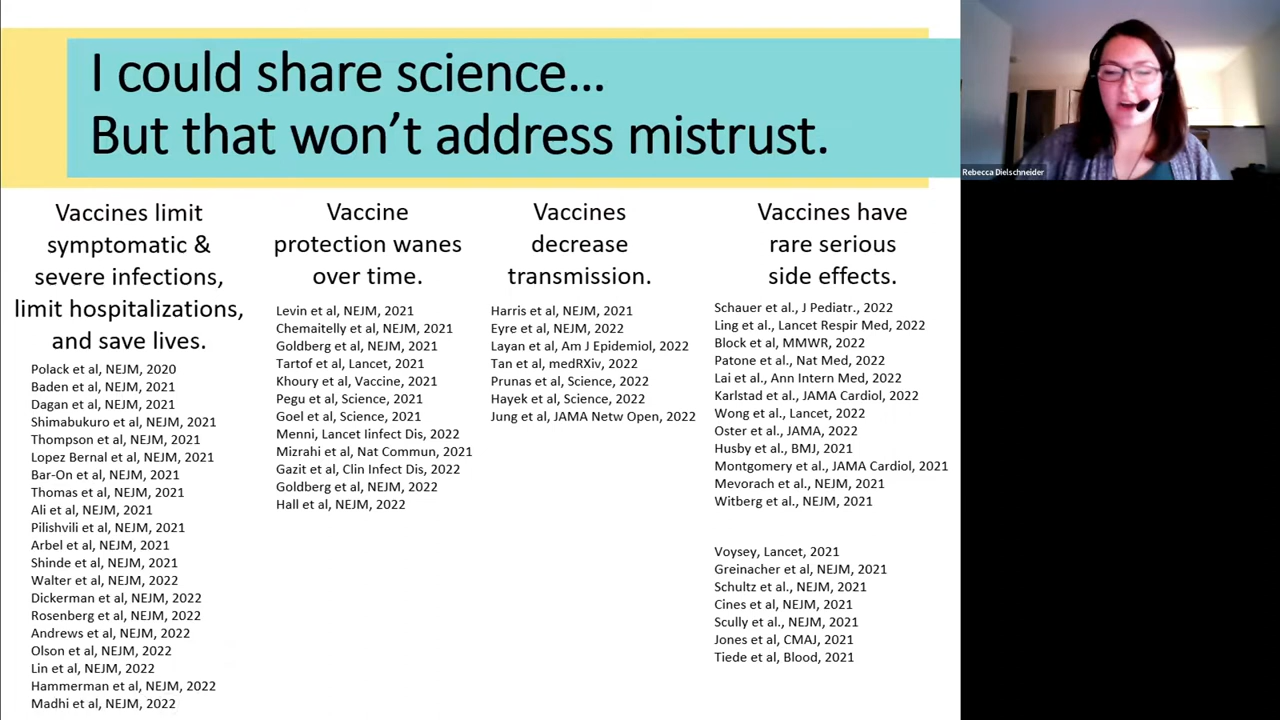 I could share science...
But that won't address mistrust.
Rebecca Dielschneider
Vaccines limit
symptomatic &
severe infections,
limit hospitalizations,
and save lives.
Polack et al, NEJM, 2020
Baden et al, NEJM, 2021
Dagan et al, NEJM, 2021
Shimabukuro et al, NEJM, 2021
Thompson et al, NEJM, 2021
Lopez Bernal et al, NEJM, 2021
Bar-On et al, NEJM, 2021
Thomas et al, NEJM, 2021
Ali et al, NEJM, 2021
Pilishvili et al, NEJM, 2021
Arbel et al, NEJM, 2021
Shinde et al, NEJM, 2021
Walter et al, NEJM, 2022
Dickerman et al, NEJM, 2022
Rosenberg et al, NEJM, 2022
Andrews et al, NEJM, 2022
Olson et al, NEJM, 2022
Lin et al, NEJM, 2022
Hammerman et al, NEJM, 2022
Madhi et al, NEJM, 2022
Vaccine
protection wanes
over time.
Levin et al, NEJM, 2021
Chemaitelly et al, NEJM, 2021
Goldberg et al, NEJM, 2021
Tartof et al, Lancet, 2021
Khoury et al, Vaccine, 2021
Pegu et al, Science, 2021
Goel et al, Science, 2021
Menni, Lancet Iinfect Dis, 2022
Mizrahi et al, Nat Commun, 2021
Gazit et al, Clin Infect Dis, 2022
Goldberg et al, NEJM, 2022
Hall et al, NEJM, 2022
Vaccines
decrease
transmission.
Harris et al, NEJM, 2021
Eyre et al, NEJM, 2022
Layan et al, Am J Epidemiol, 2022
Tan et al, medRXiv, 2022
Prunas et al, Science, 2022
Hayek et al, Science, 2022
Jung et al, JAMA Netw Open, 2022
Vaccines have
rare serious
side effects.
Schauer et al., J Pediatr., 2022
Ling et al., Lancet Respir Med, 2022
Block et al, MMWR, 2022
Patone et al., Nat Med, 2022
Lai et al., Ann Intern Med, 2022
Karlstad et al., JAMA Cardiol, 2022
Wong et al., Lancet, 2022
Oster et al., JAMA, 2022
Husby et al., BMJ, 2021
Montgomery et al., JAMA Cardiol, 2021
Mevorach et al., NEJM, 2021
Witberg et al., NEJM, 2021
Voysey, Lancet, 2021
Greinacher et al, NEJM, 2021
Schultz et al., NEJM, 2021
Cines et al, NEJM, 2021
Scully et al., NEJM, 2021
Jones et al, CMAJ, 2021
Tiede et al, Blood, 2021